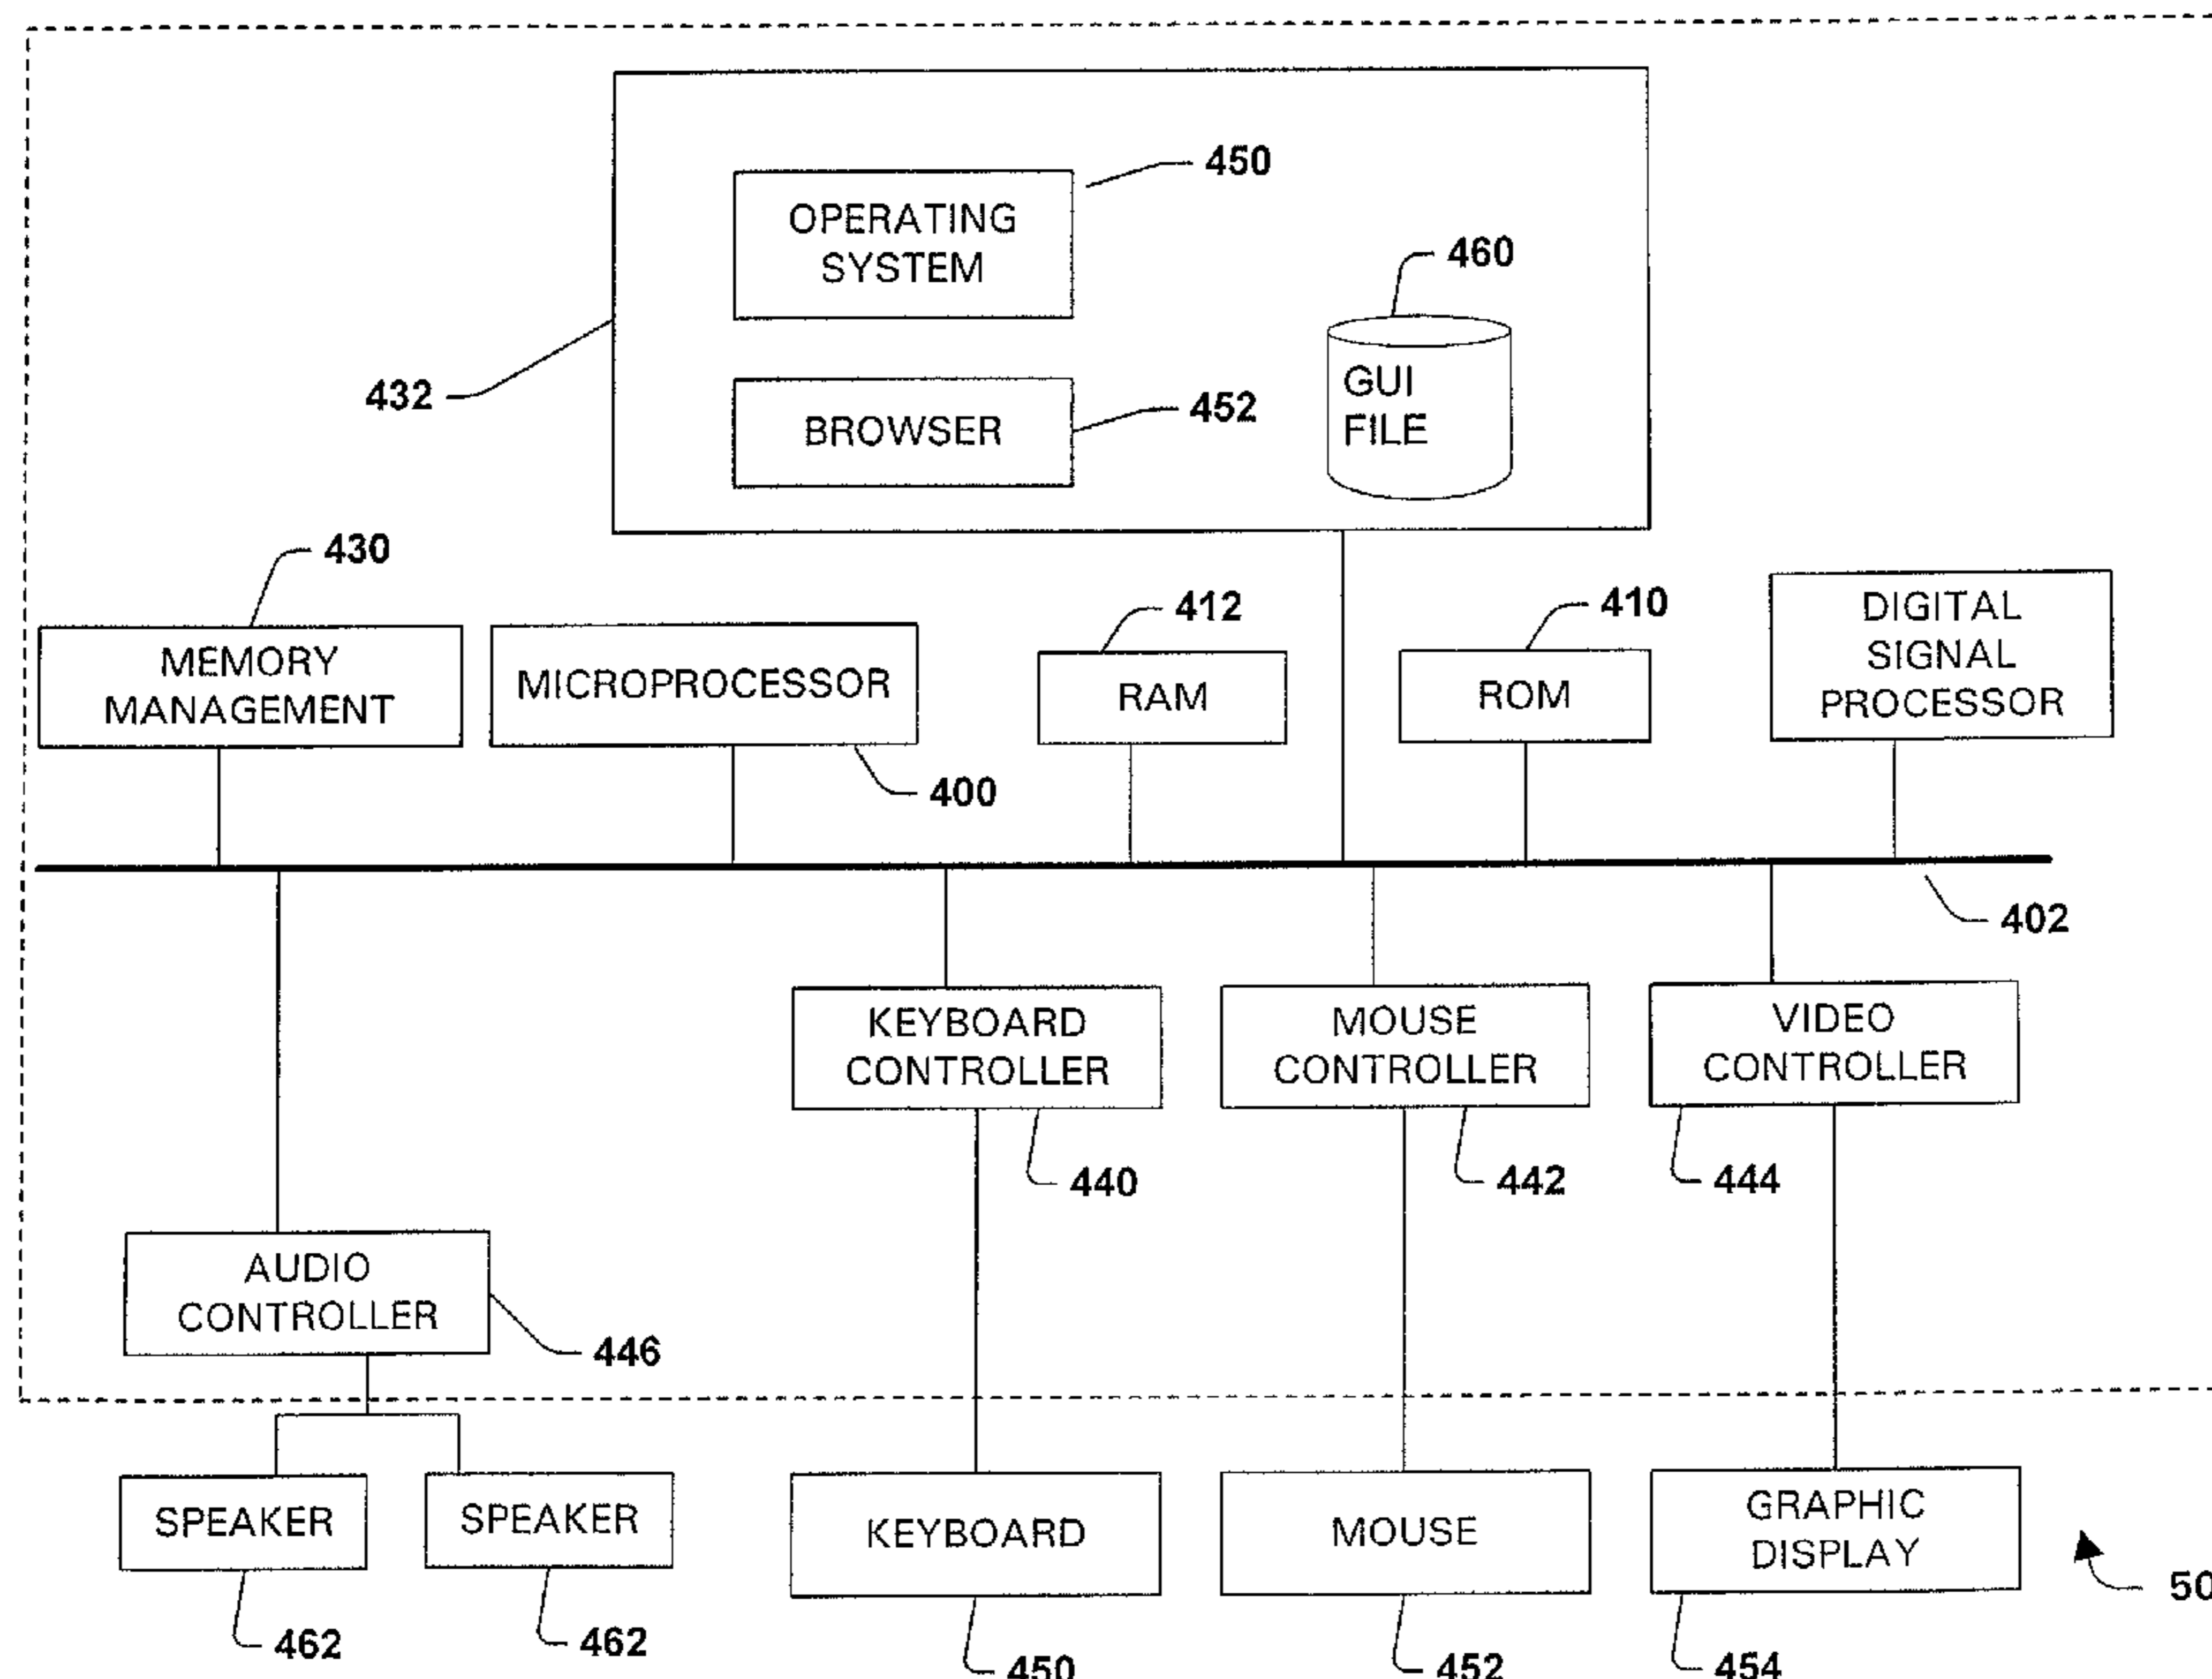 450
OPERATING
SYSTEM
460
GUI
FILE
432
BROWSER
452
430
MEMORY
MANAGEMENT
MICROPROCESSOR
400
412
RAM
410
ROM
DIGITAL
SIGNAL
PROCESSOR
402
KEYBOARD
CONTROLLER
440
MOUSE
CONTROLLER
442
VIDEO
CONTROLLER
444
AUDIO
CONTROLLER
446
SPEAKER
462
SPEAKER
462
KEYBOARD
450
MOUSE
452
GRAPHIC
DISPLAY
454
50